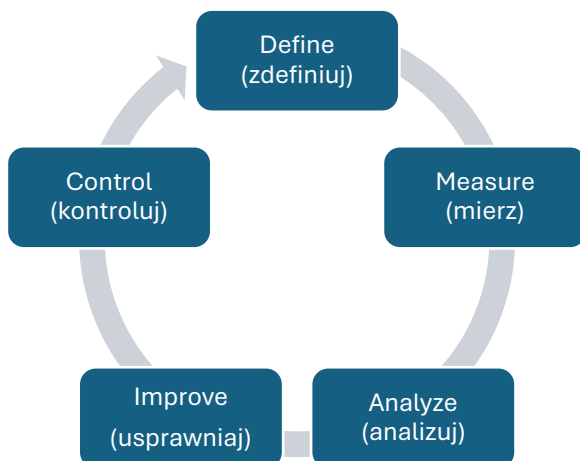 Define
(zdefiniuj)
Measure
(mierz)
Analyze
(analizuj)
Improve
(usprawniaj)
Control
(kontroluj)